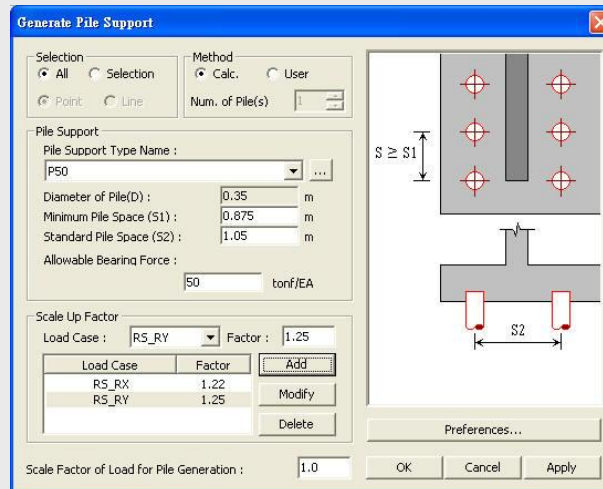 Generate Pile Support
Selection
All Selection
Point Line
Method
Calc. User
Num. of Pile(s) 1
Pile Support
Pile Support Type Name :
P50 ...
Diameter of Pile(D) : 0.35 m
Minimum Pile Space (S1) : 0.875 m
Standard Pile Space (S2) : 1.05 m
Allowable Bearing Force :
50 tonf/EA
Scale Up Factor
Load Case : RS_RY Factor : 1.25
Load Case Factor
RS_RX 1.22
RS_RY 1.25
Add
Modify
Delete
Scale Factor of Load for Pile Generation : 1.0
S ≥ S1
S2
Preferences...
OK Cancel Apply